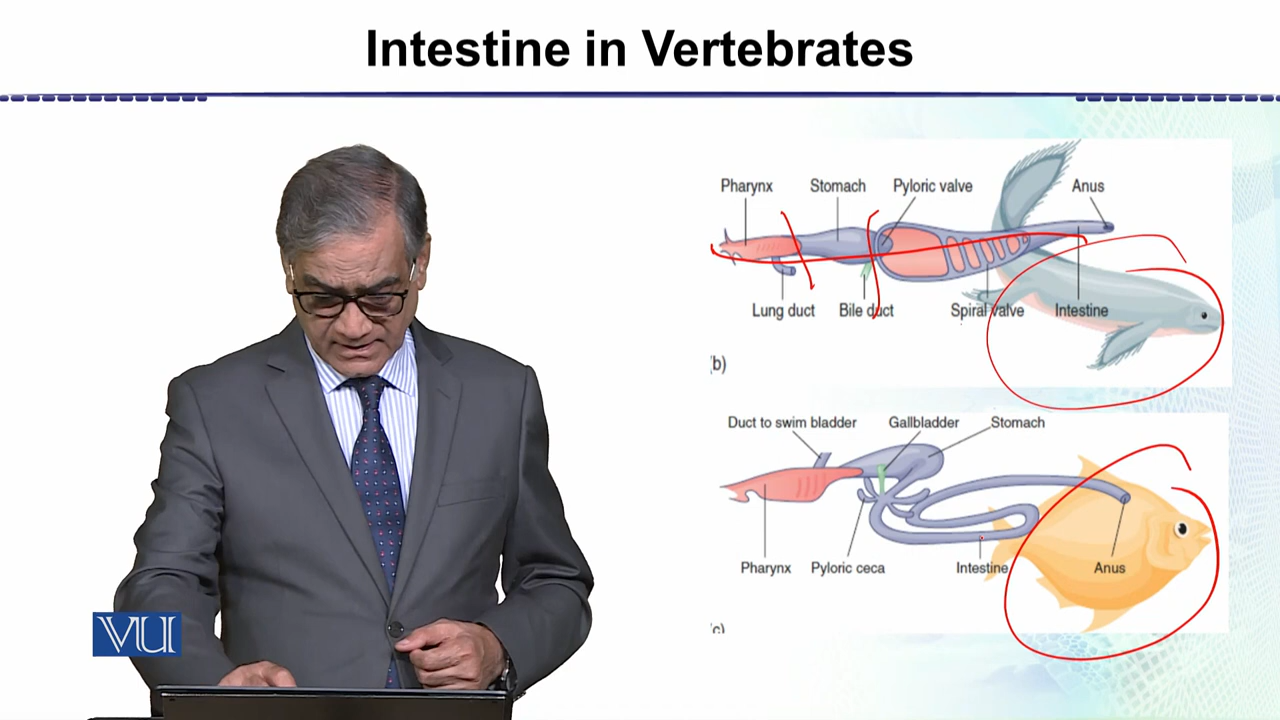 Intestine in Vertebrates
Pharynx Stomach Pyloric valve Anus
Lung duct Bile duct Spiral valve Intestine
(b)
Duct to swim bladder Gallbladder Stomach
Pharynx Pyloric ceca Intestine Anus
(c)
VU